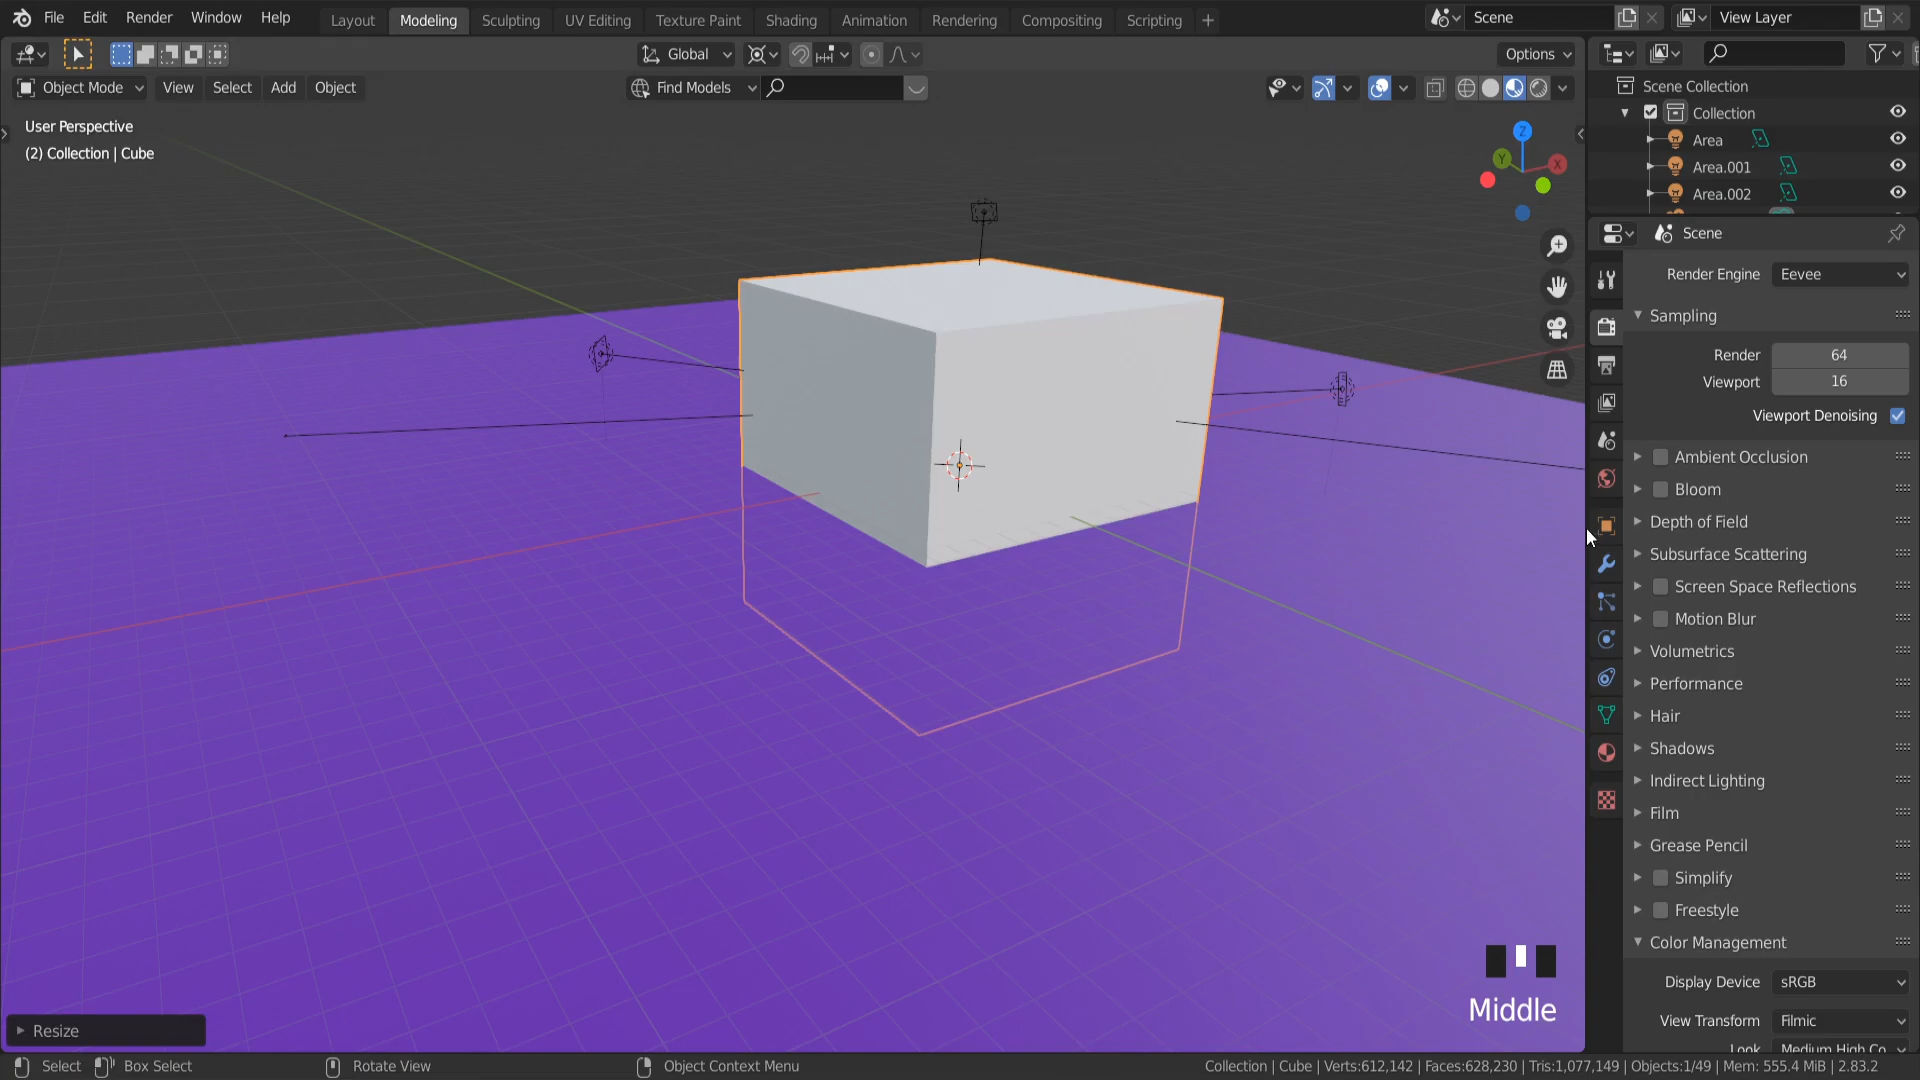 File Edit Render Window Help Layout Modeling Sculpting UV Editing Texture Paint Shading Animation Rendering Compositing Scripting + Scene View Layer
Global Options
Object Mode View Select Add Object Find Models
User Perspective
(2) Collection | Cube
Z
Y
X
Scene Collection
Collection
Area
Area.001
Area.002
Scene
Render Engine Eevee
Sampling
Render 64
Viewport 16
Viewport Denoising
Ambient Occlusion
Bloom
Depth of Field
Subsurface Scattering
Screen Space Reflections
Motion Blur
Volumetrics
Performance
Hair
Shadows
Indirect Lighting
Film
Grease Pencil
Simplify
Freestyle
Color Management
Display Device sRGB
View Transform Filmic
Look Medium High Co
Middle
Resize
Select Box Select Rotate View Object Context Menu Collection | Cube | Verts:612,142 | Faces:628,230 | Tris:1,077,149 | Objects:1/49 | Mem: 555.4 MiB | 2.83.2